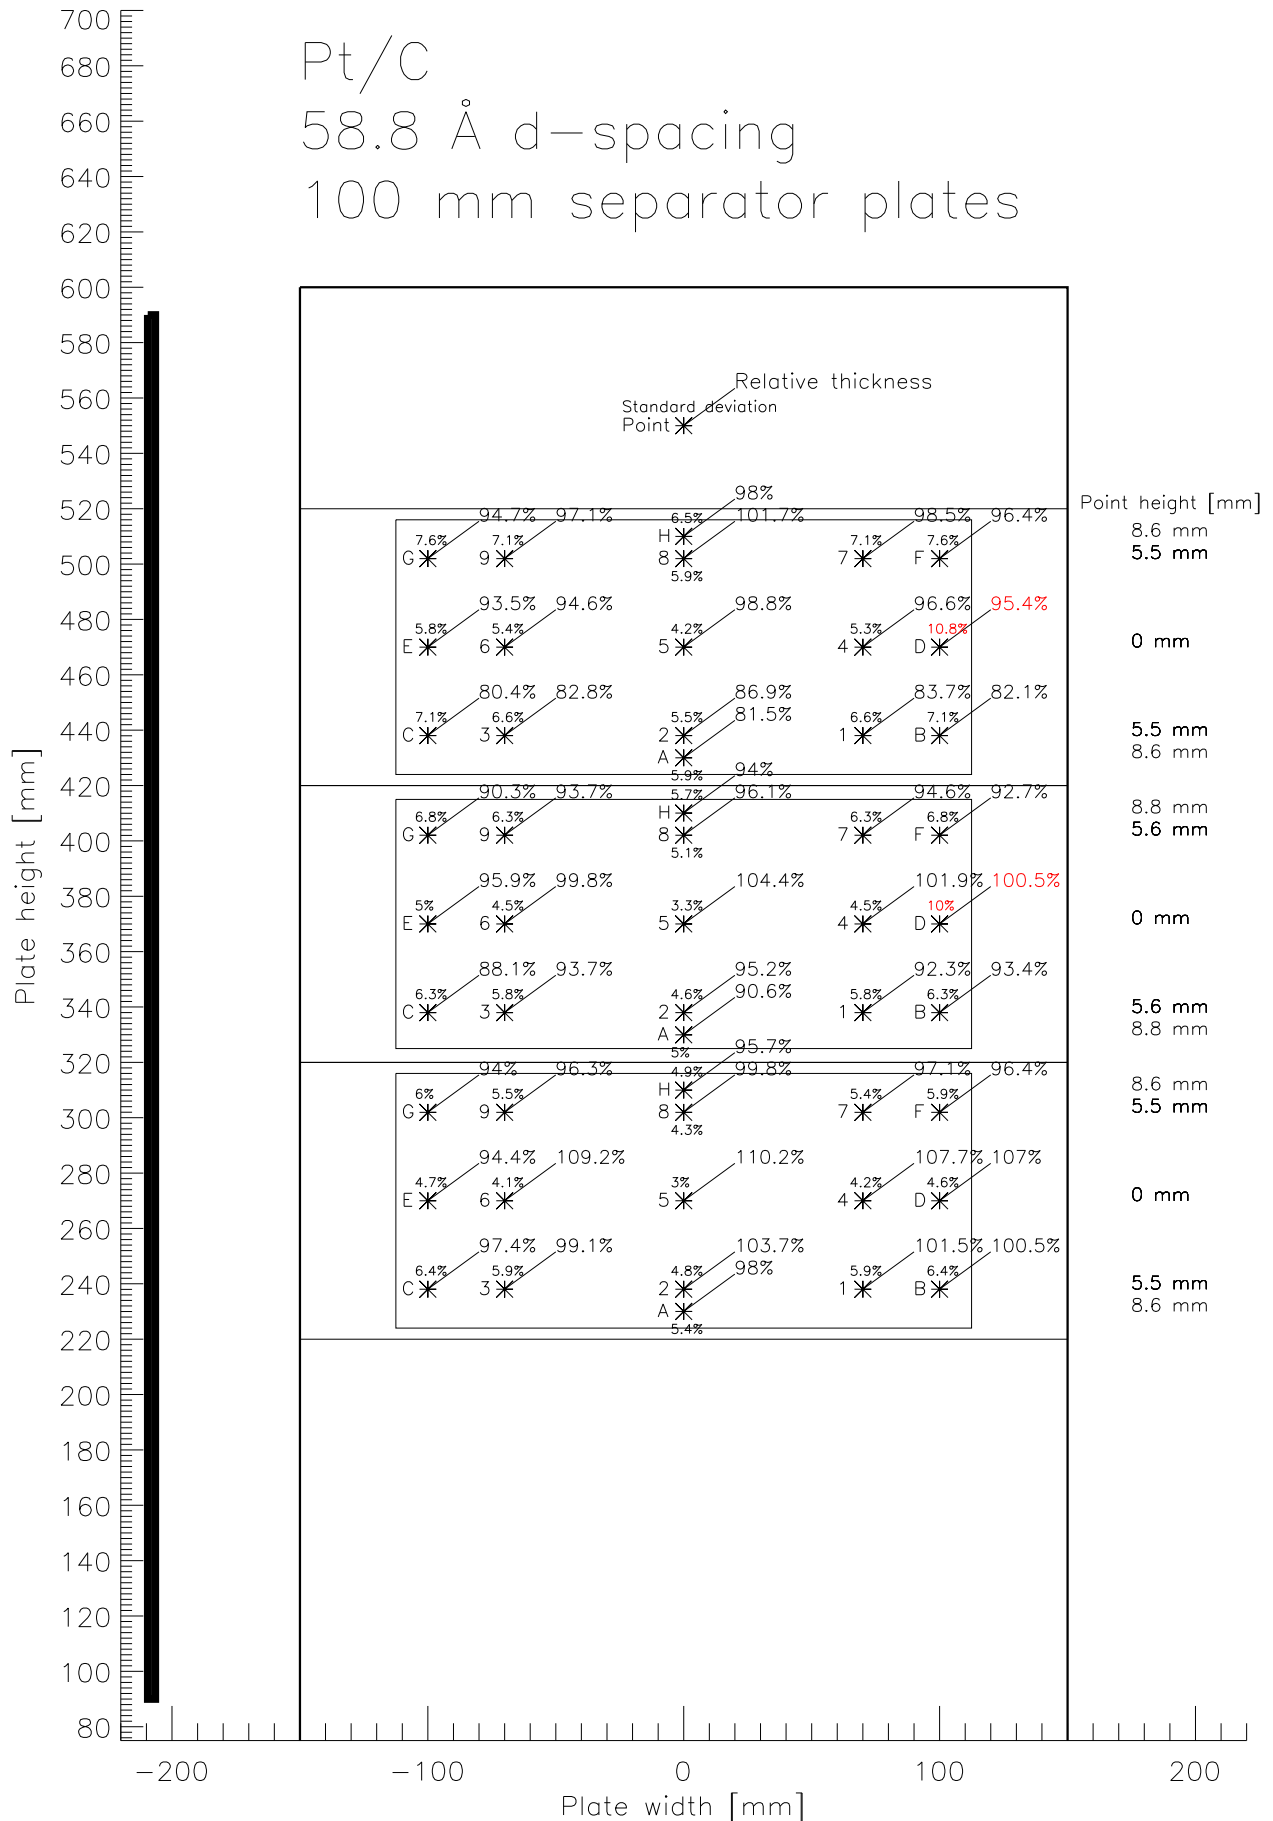 700
680
660
640
620
600
580
560
540
520
500
480
460
440
420
400
380
360
340
320
300
280
260
240
220
200
180
160
140
120
100
80
Plate height [mm]
Pt/C
58.8 Å d-spacing
100 mm separator plates
Relative thickness
Standard deviation
Point
Point height [mm]
98%
94.7% 97.1% 101.7% 98.5% 96.4%
6.5%
H
8.6 mm
7.6% 7.1% 7.1% 7.6%
G 9 8 7 F
5.5 mm
5.9%
93.5% 94.6% 98.8% 96.6% 95.4%
5.8% 5.4% 4.2% 5.3% 10.8%
E 6 5 4 D
0 mm
80.4% 82.8% 86.9% 83.7% 82.1%
81.5%
7.1% 6.6% 5.5% 6.6% 7.1%
C 3 2 1 B
5.5 mm
A
8.6 mm
5.9%
94%
90.3% 93.7% 96.1% 94.6% 92.7%
5.7%
H
8.8 mm
6.8% 6.3% 6.3% 6.8%
G 9 8 7 F
5.6 mm
5.1%
95.9% 99.8% 104.4% 101.9% 100.5%
5% 4.5% 3.3% 4.5% 10%
E 6 5 4 D
0 mm
88.1% 93.7% 95.2% 92.3% 93.4%
90.6%
6.3% 5.8% 4.6% 5.8% 6.3%
C 3 2 1 B
5.6 mm
A
8.8 mm
5%
95.7%
94% 96.3% 99.8% 97.1% 96.4%
4.9%
H
8.6 mm
6% 5.5% 5.4% 5.9%
G 9 8 7 F
5.5 mm
4.3%
94.4% 109.2% 110.2% 107.7% 107%
4.7% 4.1% 3% 4.2% 4.6%
E 6 5 4 D
0 mm
97.4% 99.1% 103.7% 101.5% 100.5%
98%
6.4% 5.9% 4.8% 5.9% 6.4%
C 3 2 1 B
5.5 mm
A
8.6 mm
5.4%
-200 -100 0 100 200
Plate width [mm]